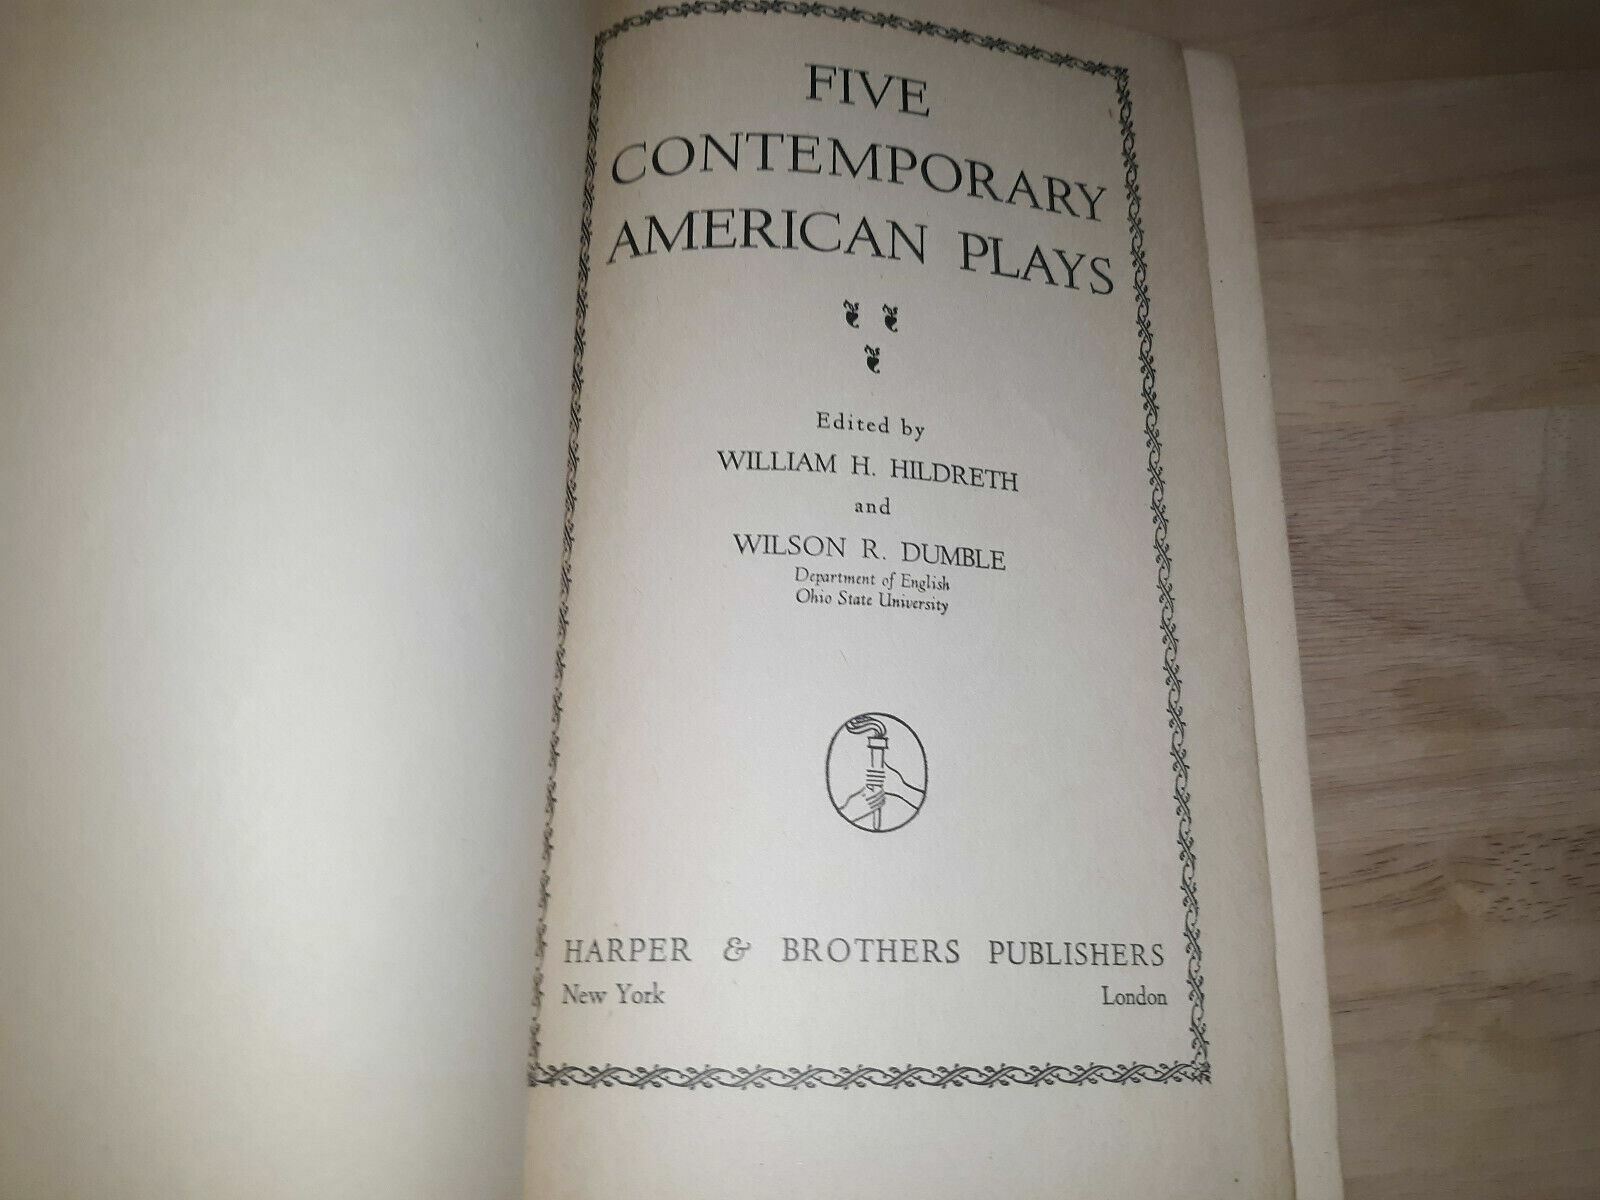 FIVE
CONTEMPORARY
AMERICAN PLAYS
Edited by
WILLIAM H. HILDRETH
and
WILSON R. DUMBLE
Department of English
Ohio State University
HARPER & BROTHERS PUBLISHERS
New York London